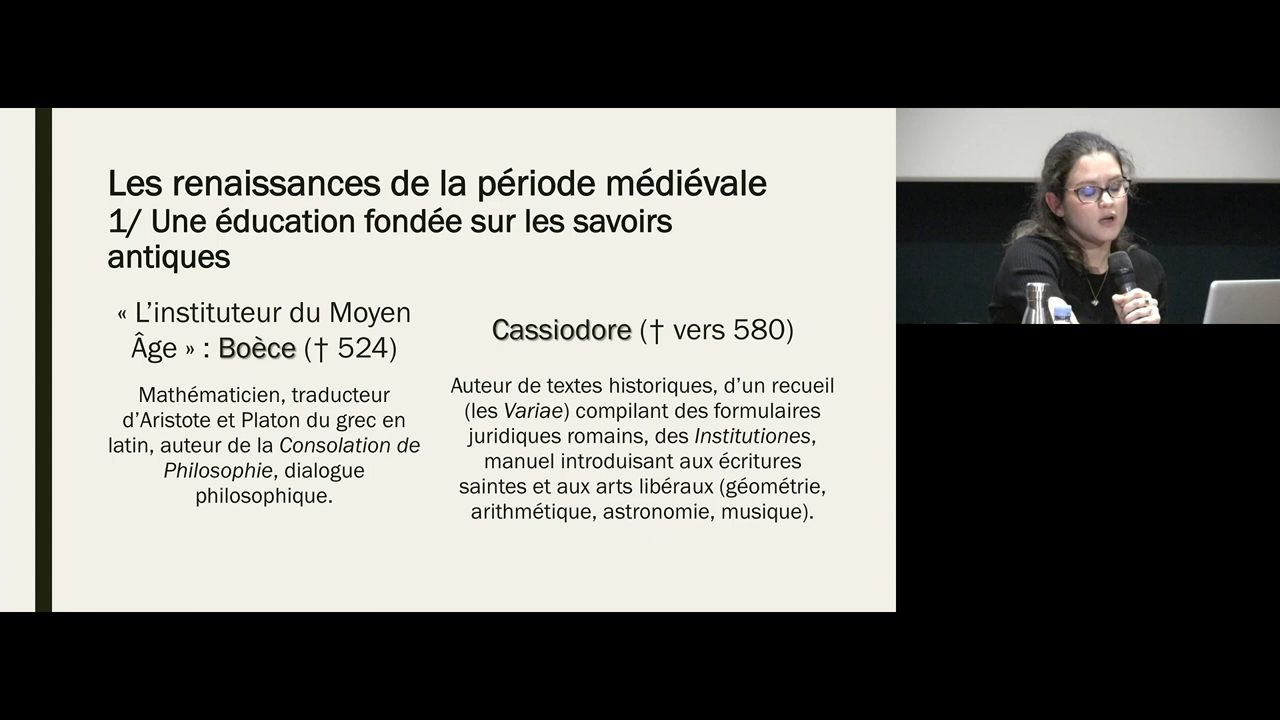 Les renaissances de la période médiévale
1/ Une éducation fondée sur les savoirs
antiques
« L’instituteur du Moyen
Âge » : Boèce († 524)
Mathématicien, traducteur
d’Aristote et Platon du grec en
latin, auteur de la Consolation de
Philosophie, dialogue
philosophique.
Cassiodore († vers 580)
Auteur de textes historiques, d’un recueil
(les Variae) compilant des formulaires
juridiques romains, des Institutiones,
manuel introduisant aux écritures
saintes et aux arts libéraux (géométrie,
arithmétique, astronomie, musique).